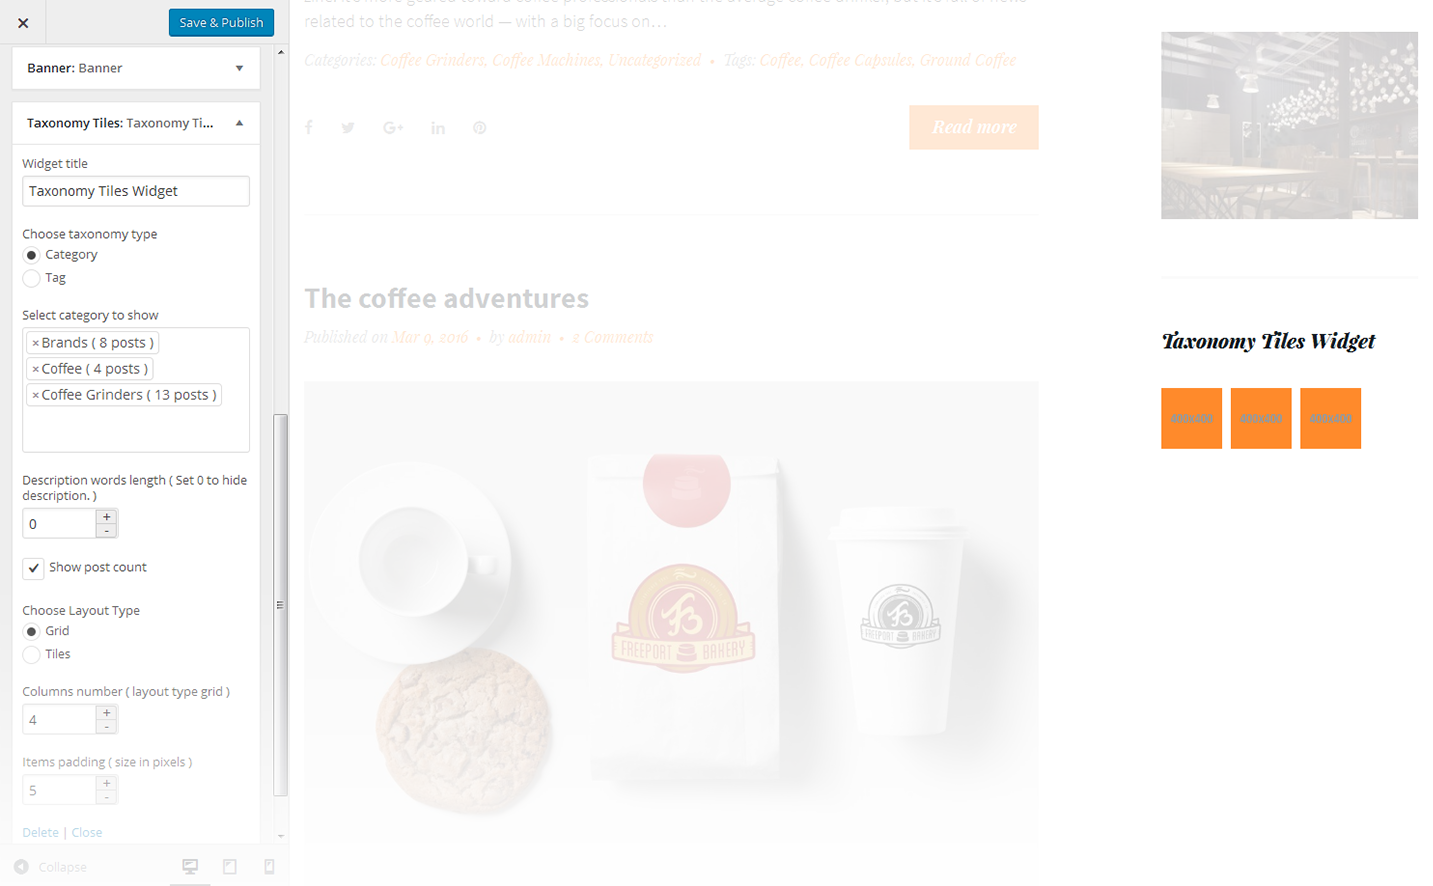 Save & Publish
Banner: Banner
Taxonomy Tiles: Taxonomy Ti...
Widget title
Taxonomy Tiles Widget
Choose taxonomy type
Category
Tag
Select category to show
×Brands ( 8 posts )
×Coffee ( 4 posts )
×Coffee Grinders ( 13 posts )
Description words length ( Set 0 to hide
description. )
0
Show post count
Choose Layout Type
Grid
Tiles
Columns number ( layout type grid )
4
Items padding ( size in pixels )
5
Delete | Close
Collapse
related to the coffee world — with a big focus on…
Categories: Coffee Grinders, Coffee Machines, Uncategorized • Tags: Coffee, Coffee Capsules, Ground Coffee
Read more
The coffee adventures
Published on Mar 9, 2016 • by admin • 2 Comments
FREEPORT BAKERY
FREEPORT BAKERY
Taxonomy Tiles Widget
400x400 400x400 400x400